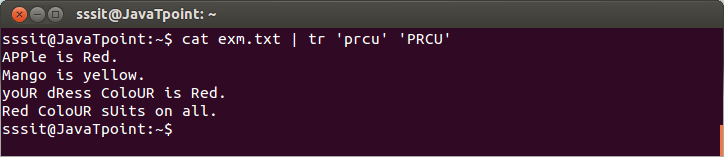 sssit@JavaTpoint: ~
sssit@JavaTpoint:~$ cat exm.txt | tr 'prcu' 'PRCU'
APPle is Red.
Mango is yellow.
yoUR dRess ColoUR is Red.
Red ColoUR sUits on all.
sssit@JavaTpoint:~$